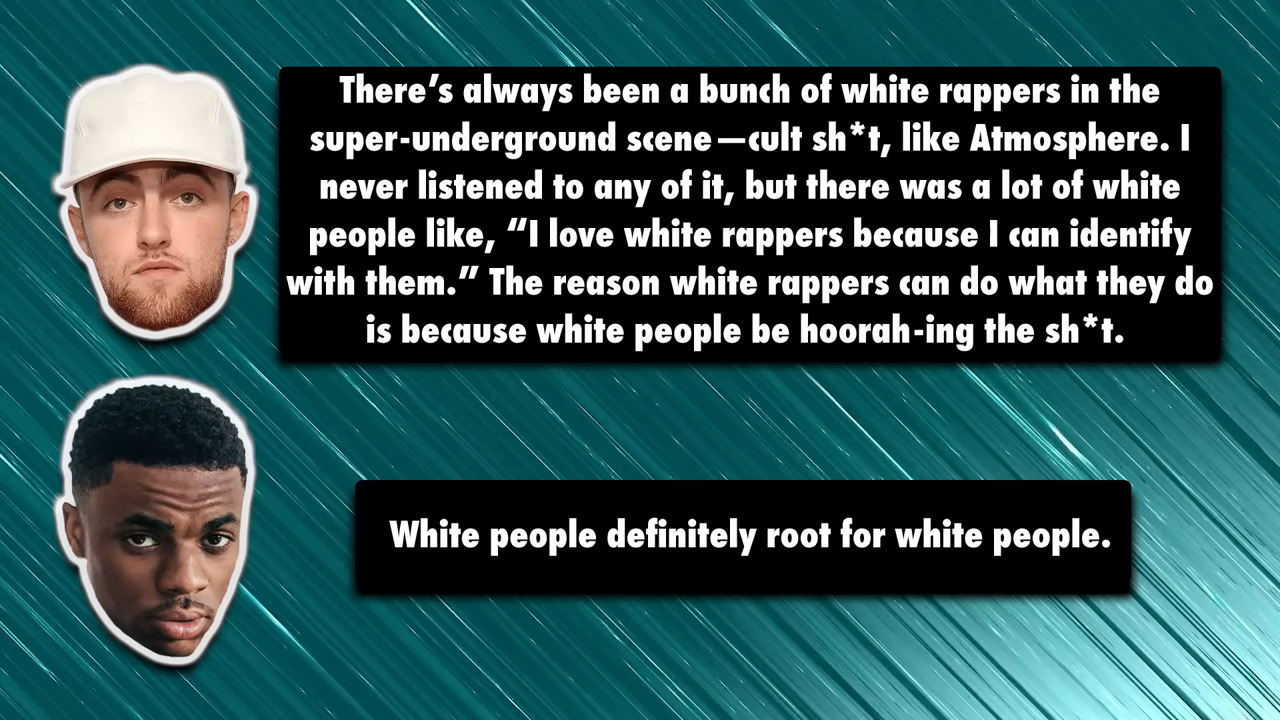 There’s always been a bunch of white rappers in the
super-underground scene—cult sh*t, like Atmosphere. I
never listened to any of it, but there was a lot of white
people like, “I love white rappers because I can identify
with them.” The reason white rappers can do what they do
is because white people be hoorah-ing the sh*t.
White people definitely root for white people.